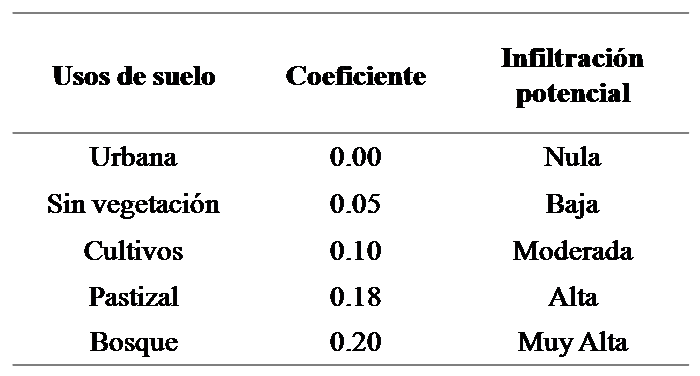 Usos de suelo Coeficiente Infiltración potencial
Urbana 0.00 Nula
Sin vegetación 0.05 Baja
Cultivos 0.10 Moderada
Pastizal 0.18 Alta
Bosque 0.20 Muy Alta